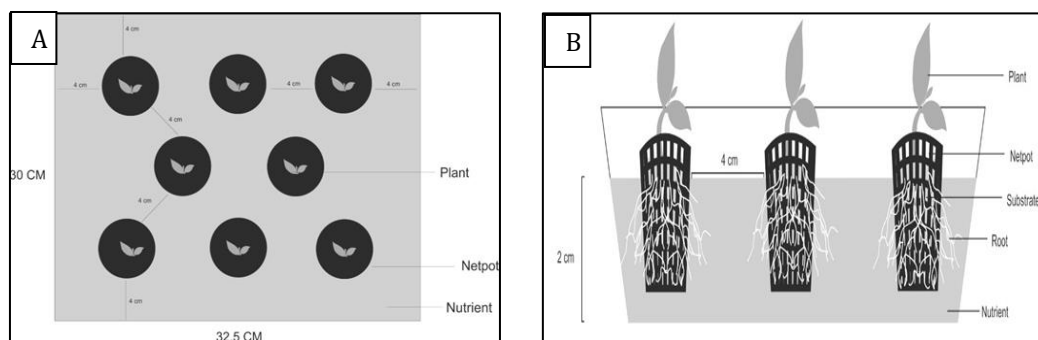 A
4 cm
4 cm
4 cm
4 cm
4 cm
30 CM
4 cm
Plant
Netpot
4 cm
Nutrient
32.5 CM
B
Plant
4 cm
Netpot
Substrate
Root
2 cm
Nutrient